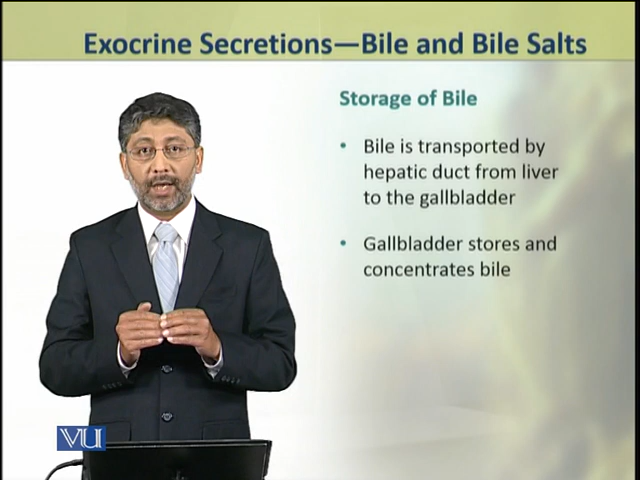 Exocrine Secretions—Bile and Bile Salts
Storage of Bile
• Bile is transported by
hepatic duct from liver
to the gallbladder
• Gallbladder stores and
concentrates bile
VU